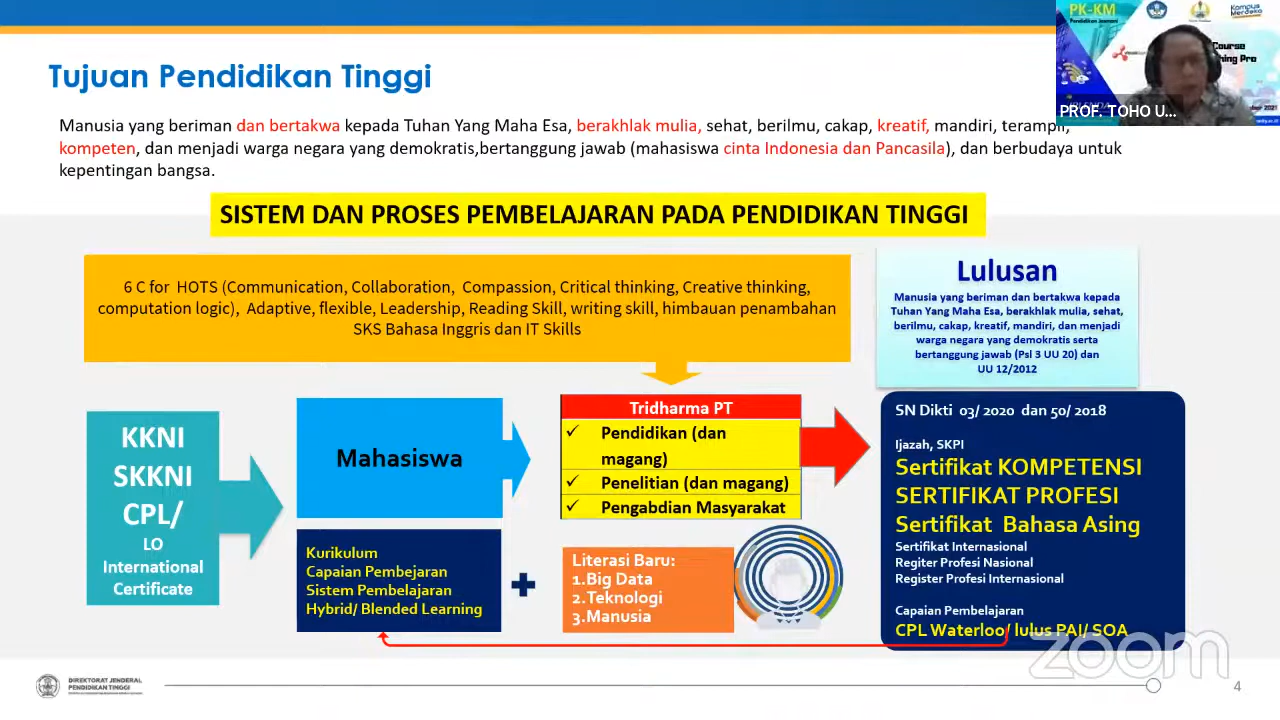 Tujuan Pendidikan Tinggi
Manusia yang beriman dan bertakwa kepada Tuhan Yang Maha Esa, berakhlak mulia, sehat, berilmu, cakap, kreatif, mandiri, terampil,
kompeten, dan menjadi warga negara yang demokratis,bertanggung jawab (mahasiswa cinta Indonesia dan Pancasila), dan berbudaya untuk
kepentingan bangsa.
PK-KM
Pendidikan Jasmani
Kampus
Merdeka
Course
PROF. TOHO U...
SISTEM DAN PROSES PEMBELAJARAN PADA PENDIDIKAN TINGGI
6 C for HOTS (Communication, Collaboration, Compassion, Critical thinking, Creative thinking,
computation logic), Adaptive, flexible, Leadership, Reading Skill, writing skill, himbauan penambahan
SKS Bahasa Inggris dan IT Skills
Lulusan
Manusia yang beriman dan bertakwa kepada
Tuhan Yang Maha Esa, berakhlak mulia, sehat,
berilmu, cakap, kreatif, mandiri, dan menjadi
warga negara yang demokratis serta
bertanggung jawab (Psl 3 UU 20) dan
UU 12/2012
KKNI
SKKNI
CPL/
LO
International
Certificate
Mahasiswa
Tridharma PT
✓ Pendidikan (dan
magang)
✓ Penelitian (dan magang)
✓ Pengabdian Masyarakat
Kurikulum
Capaian Pembejaran
Sistem Pembelajaran
Hybrid/ Blended Learning
Literasi Baru:
1.Big Data
2.Teknologi
3.Manusia
SN Dikti 03/ 2020 dan 50/ 2018
Ijazah, SKPI
Sertifikat KOMPETENSI
SERTIFIKAT PROFESI
Sertifikat Bahasa Asing
Sertifikat Internasional
Regiter Profesi Nasional
Register Profesi Internasional
Capaian Pembelajaran
CPL Waterloo/ lulus PAI/ SOA
zoom
DIREKTORAT JENDERAL
PENDIDIKAN TINGGI
4